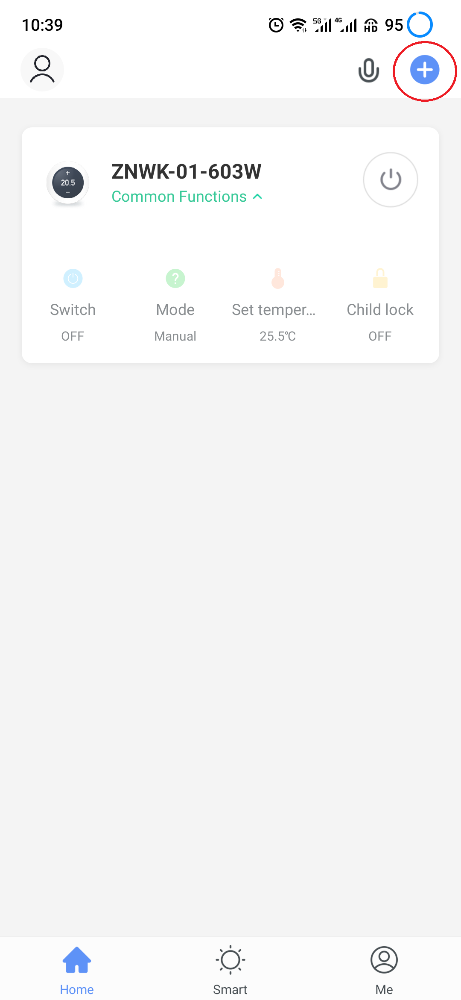 10:39
5G 4G HD 95
ZNWK-01-603W
+
20.5
−
Common Functions
?
Switch Mode Set temper... Child lock
OFF Manual 25.5℃ OFF
Home Smart Me